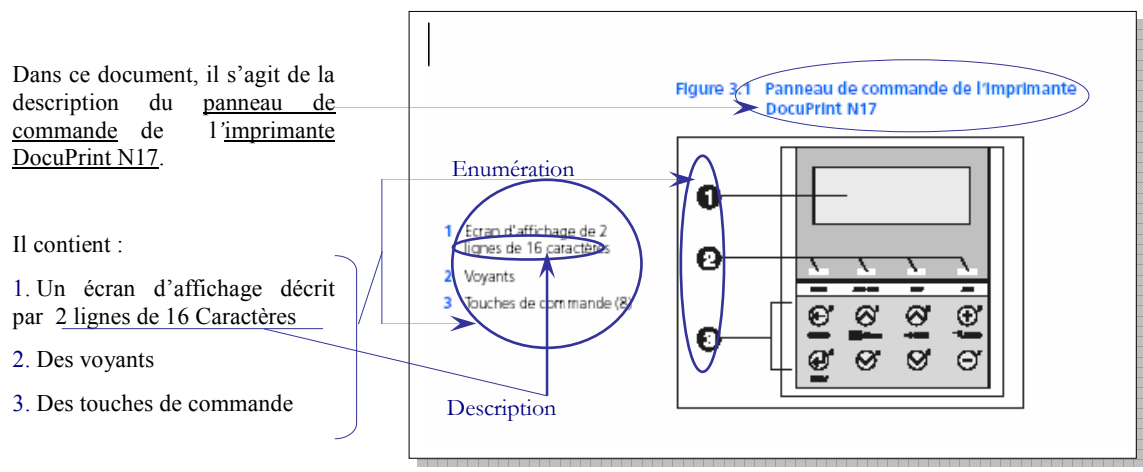 Dans ce document, il s’agit de la
description du panneau de
commande de l’imprimante
DocuPrint N17.
Il contient :
1. Un écran d’affichage décrit
par 2 lignes de 16 Caractères
2. Des voyants
3. Des touches de commande
Figure 3.1 Panneau de commande de l'Imprimante
DocuPrint N17
Enumération
1 Ecran d'affichage de 2
lignes de 16 caractères
2 Voyants
3 Touches de commande (8)
Description
1
2
3